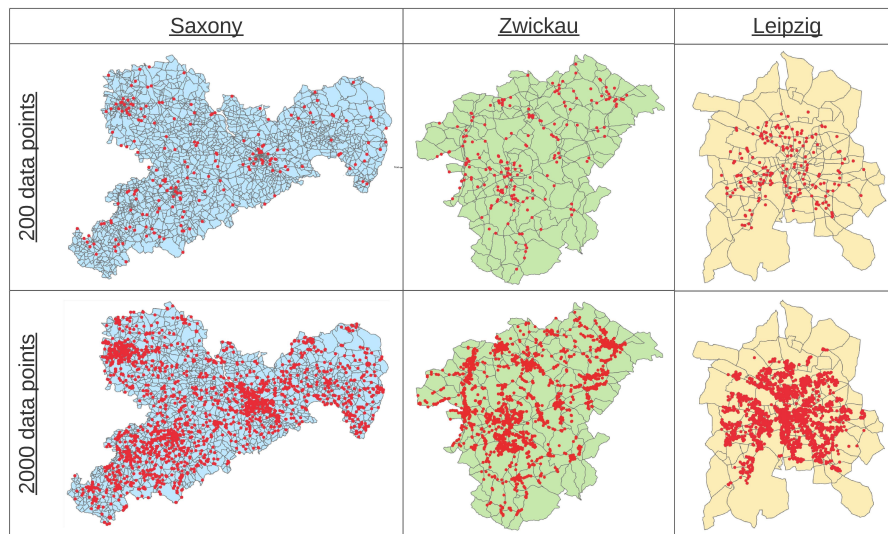 Saxony
Zwickau
Leipzig
200 data points
2000 data points